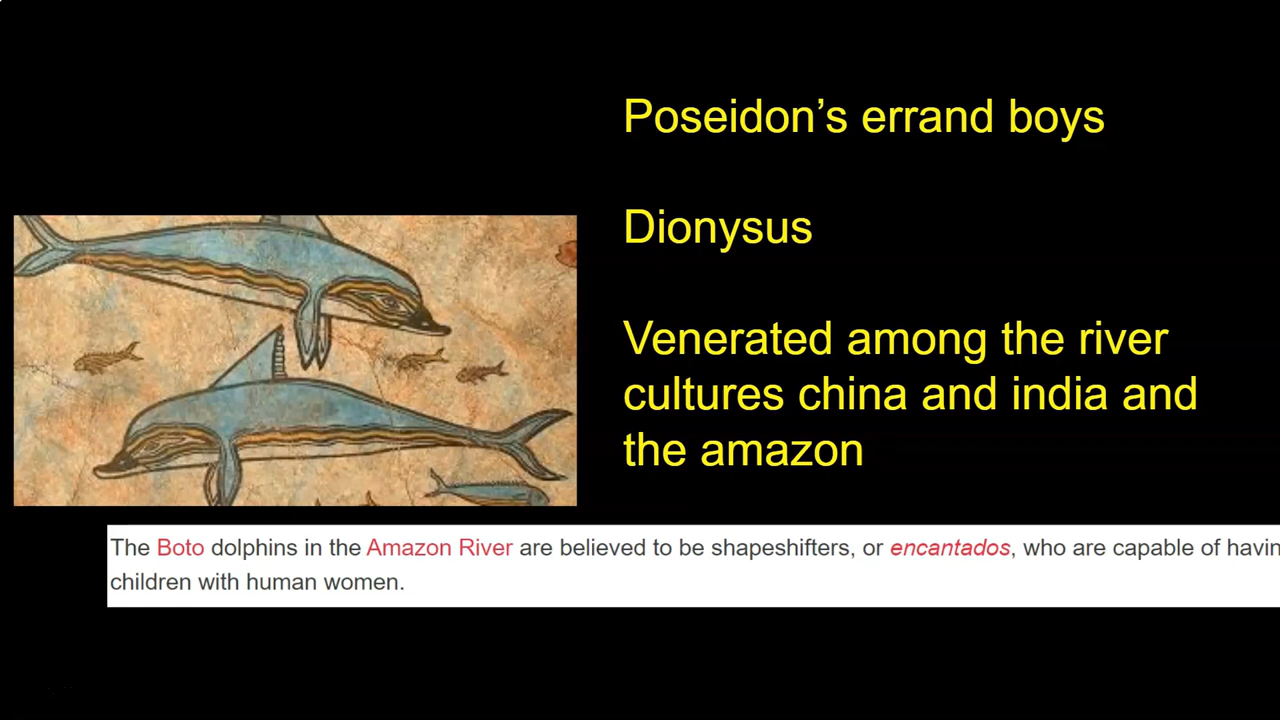 Poseidon’s errand boys
Dionysus
Venerated among the river
cultures china and india and
the amazon
The Boto dolphins in the Amazon River are believed to be shapeshifters, or encantados, who are capable of havin
children with human women.